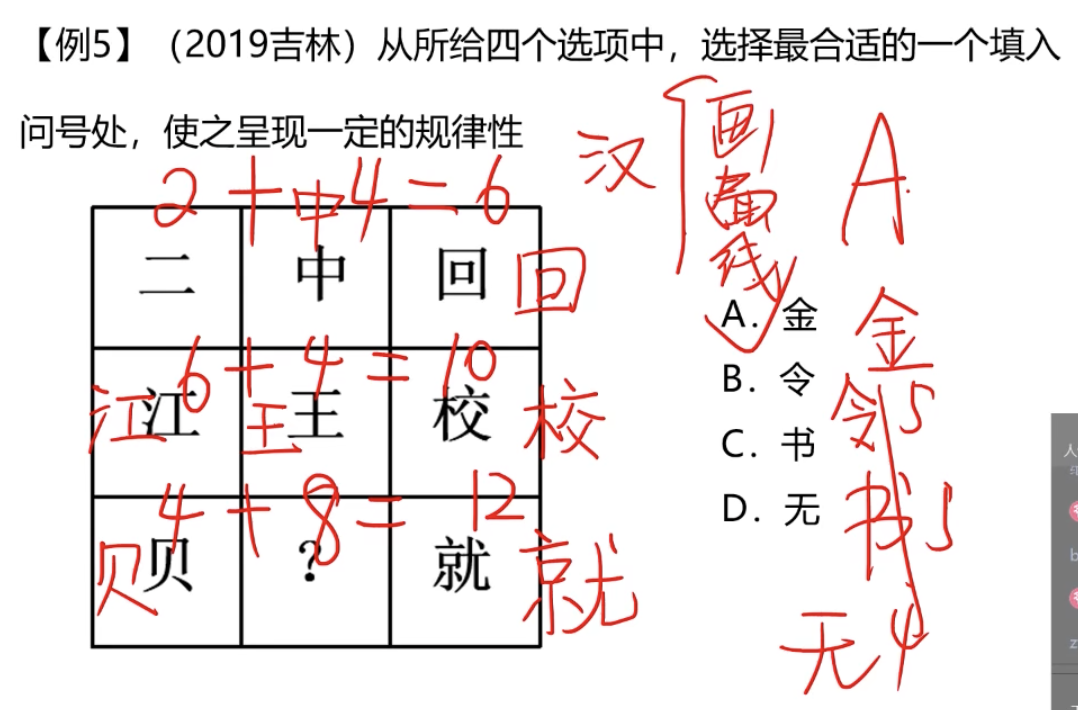 【例5】（2019吉林）从所给四个选项中，选择最合适的一个填入
问号处，使之呈现一定的规律性
汉 画 A
线
2+中4=6
二 中 回 回
A. 金 金
B. 令 令5
C. 书 书5
D. 无 无4
6+4=10
江 江 王 王 校 校
4+8=12
贝 贝 ? 就 就
人